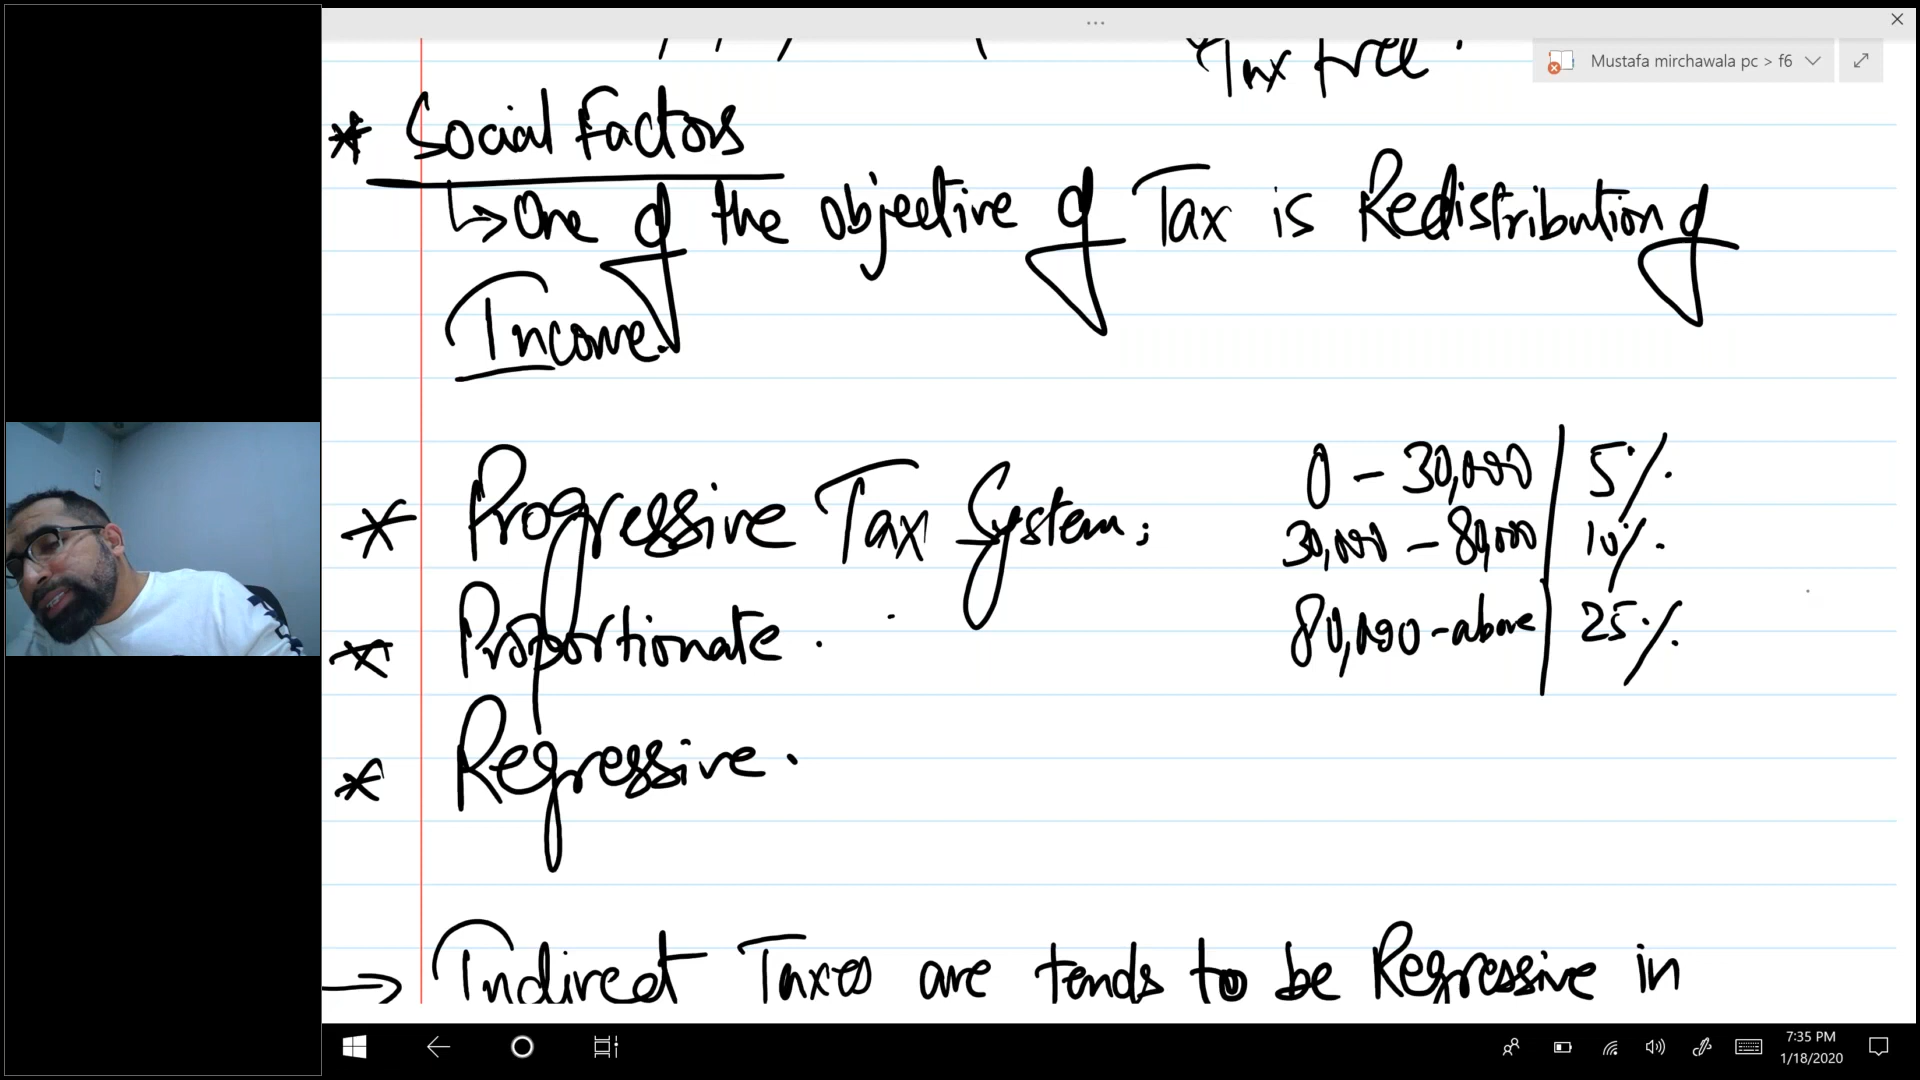 Mustafa mirchawala pc > f6
Tax free.
* Social Factors
↳ One of the objective of Tax is Redistribution of
Income.
* Progressive Tax System;
0 - 30,000 | 5%
30,000 - 80,000 | 10%
80,000 - above | 25%
* Proportionate.
* Regressive.
→ Indirect Taxes are tends to be Regressive in
7:35 PM
1/18/2020